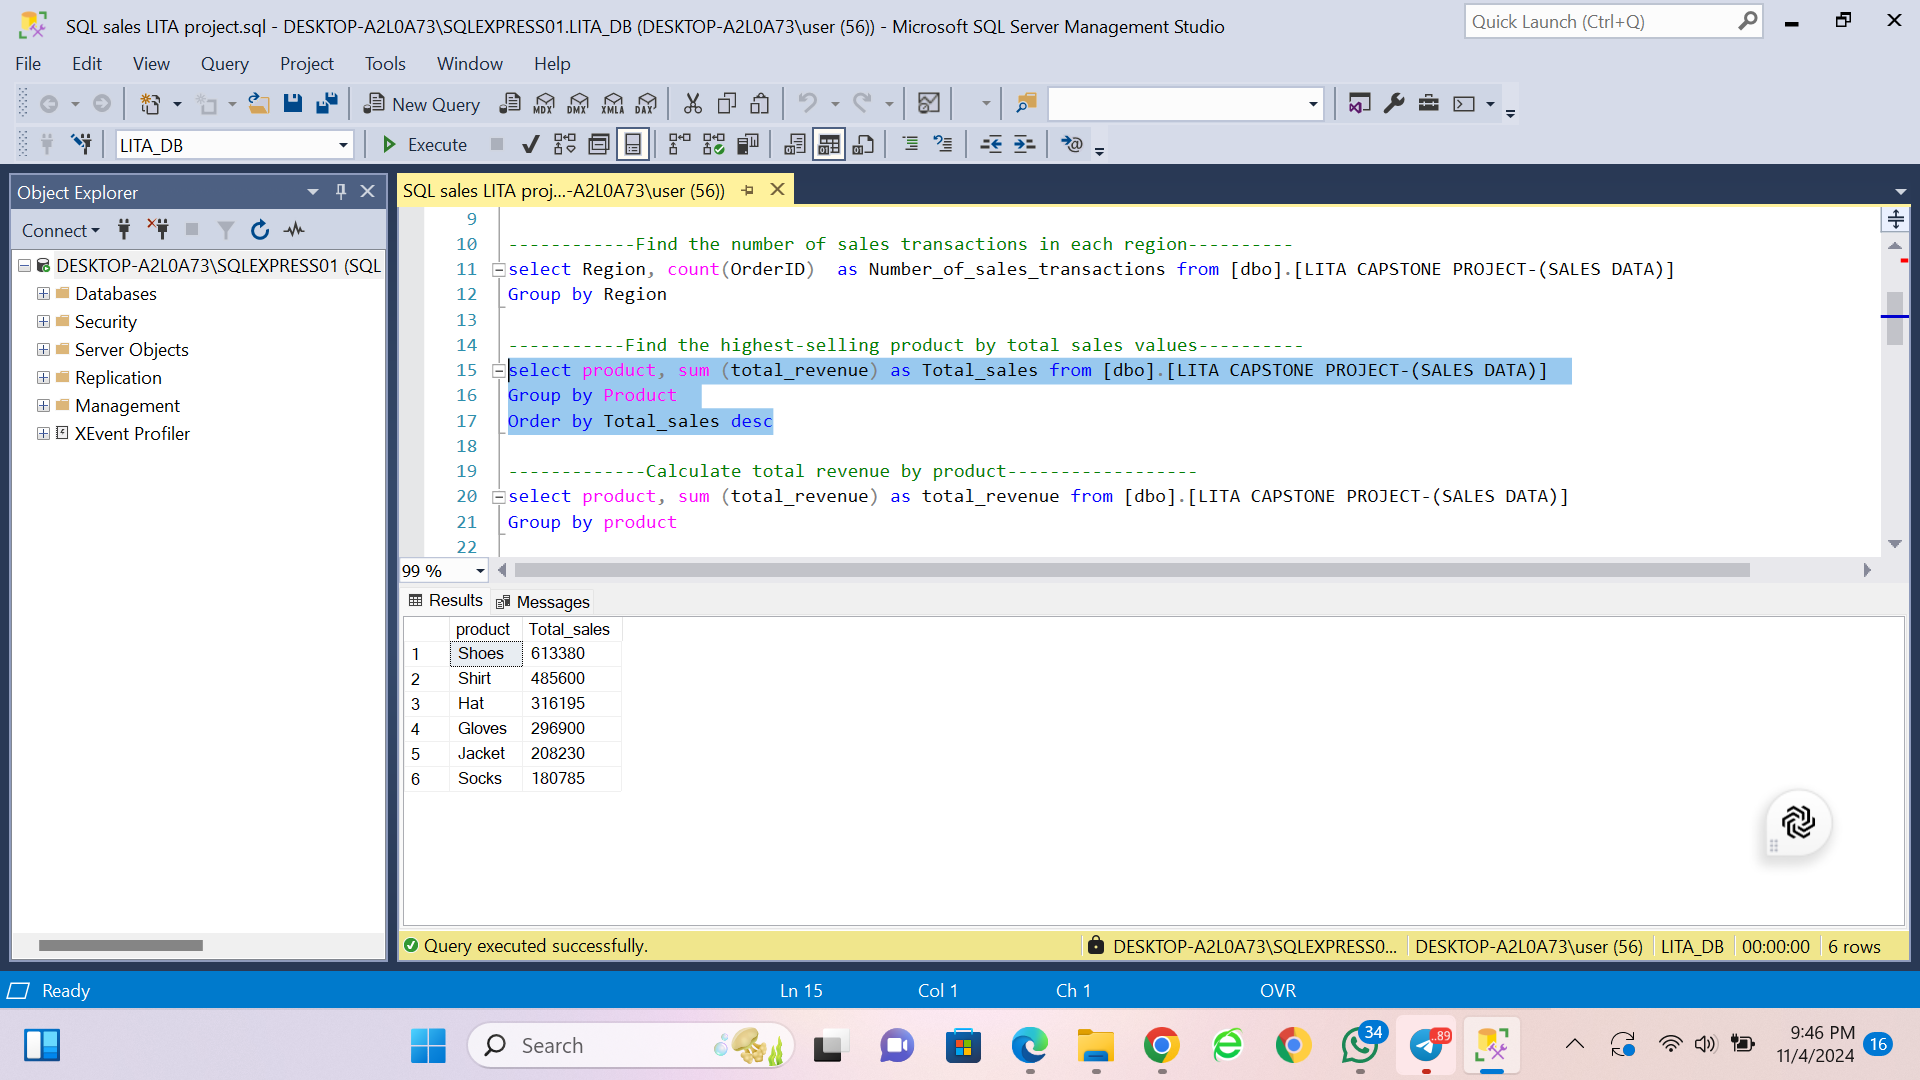 SQL sales LITA project.sql - DESKTOP-A2L0A73\SQLEXPRESS01.LITA_DB (DESKTOP-A2L0A73\user (56)) - Microsoft SQL Server Management Studio
Quick Launch (Ctrl+Q)
File Edit View Query Project Tools Window Help
New Query MDX DMX XMLA DAX
LITA_DB Execute
Object Explorer
Connect
DESKTOP-A2L0A73\SQLEXPRESS01 (SQL
Databases
Security
Server Objects
Replication
Management
XEvent Profiler
SQL sales LITA proj...-A2L0A73\user (56))
9
10 ------------Find the number of sales transactions in each region----------
11 select Region, count(OrderID)  as Number_of_sales_transactions from [dbo].[LITA CAPSTONE PROJECT-(SALES DATA)]
12 Group by Region
13
14 -----------Find the highest-selling product by total sales values----------
15 select product, sum (total_revenue) as Total_sales from [dbo].[LITA CAPSTONE PROJECT-(SALES DATA)]
16 Group by Product
17 Order by Total_sales desc
18
19 -------------Calculate total revenue by product------------------
20 select product, sum (total_revenue) as total_revenue from [dbo].[LITA CAPSTONE PROJECT-(SALES DATA)]
21 Group by product
22
99 %
Results Messages
product Total_sales
1 Shoes 613380
2 Shirt 485600
3 Hat 316195
4 Gloves 296900
5 Jacket 208230
6 Socks 180785
Query executed successfully. DESKTOP-A2L0A73\SQLEXPRESS0... DESKTOP-A2L0A73\user (56) LITA_DB 00:00:00 6 rows
Ready Ln 15 Col 1 Ch 1 OVR
Search
34
..89
9:46 PM
11/4/2024
16